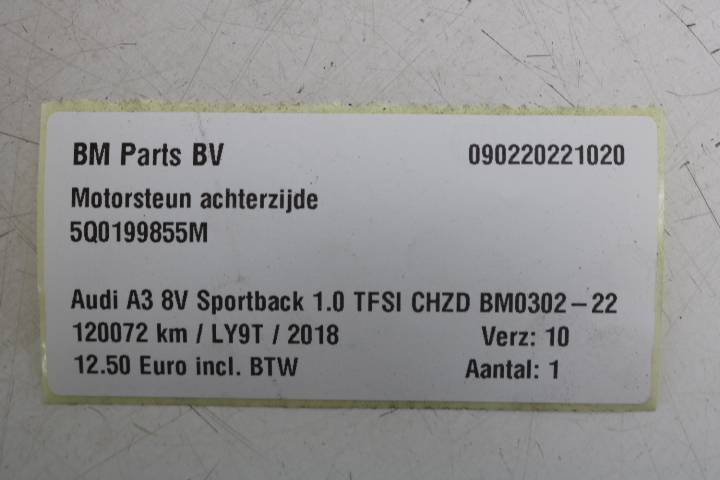 BM Parts BV 090220221020
Motorsteun achterzijde
5Q0199855M
Audi A3 8V Sportback 1.0 TFSI CHZD BM0302-22
120072 km / LY9T / 2018 Verz: 10
12.50 Euro incl. BTW Aantal: 1